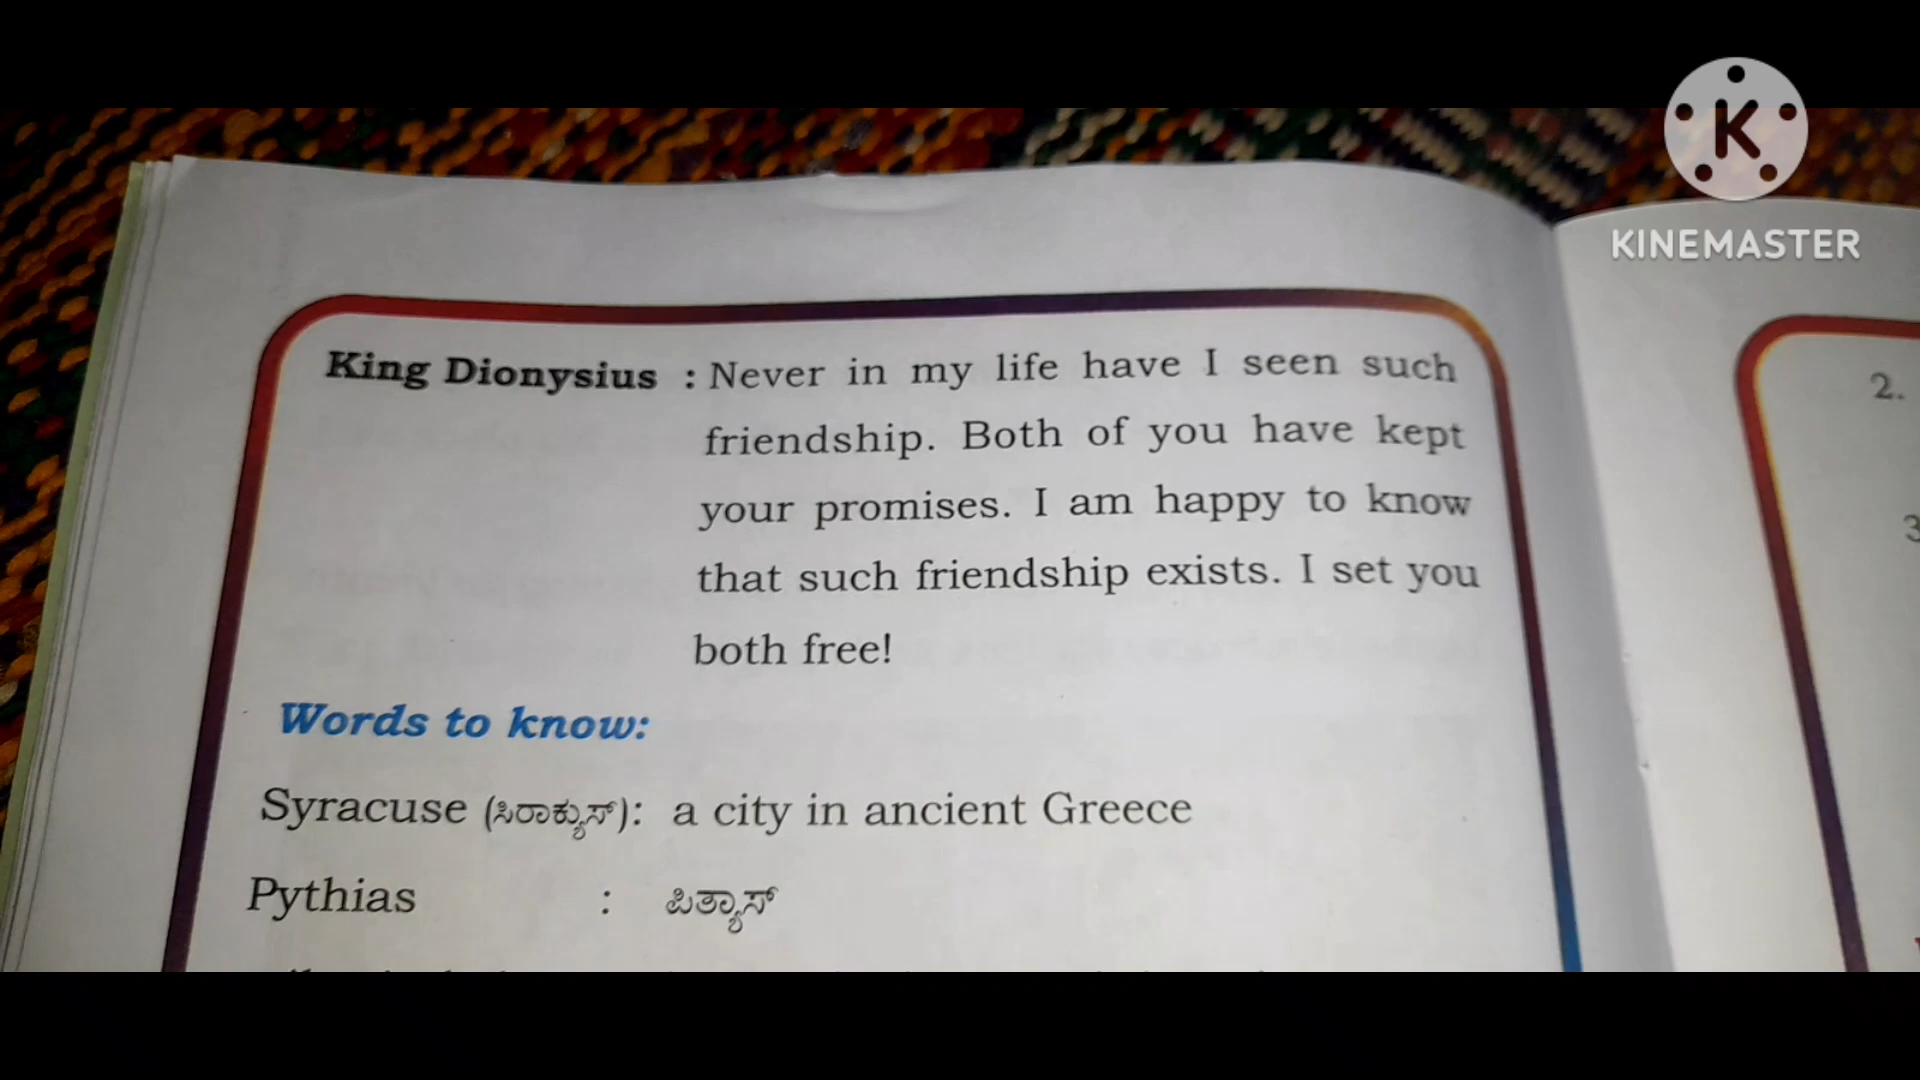 K
KINEMASTER
King Dionysius : Never in my life have I seen such
friendship. Both of you have kept
your promises. I am happy to know
that such friendship exists. I set you
both free!
Words to know:
Syracuse (ಸಿರಾಕ್ಯುಸ್): a city in ancient Greece
Pythias : ಪಿತ್ಯಾಸ್
2.
3